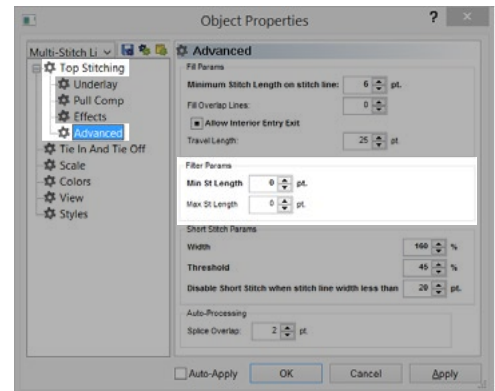 Object Properties
?
Multi-Stitch Li
Top Stitching
Underlay
Pull Comp
Effects
Advanced
Tie In And Tie Off
Scale
Colors
View
Styles
Advanced
Fill Params
Minimum Stitch Length on stitch line: 6 pt.
Fill Overlap Lines: 0
Allow Interior Entry Exit
Travel Length: 25 pt.
Filter Params
Min St Length 0 pt.
Max St Length 0 pt.
Short Stitch Params
Width 160 %
Threshold 45 %
Disable Short Stitch when stitch line width less than 20 pt.
Auto-Processing
Splice Overlap: 2 pt.
Auto-Apply OK Cancel Apply